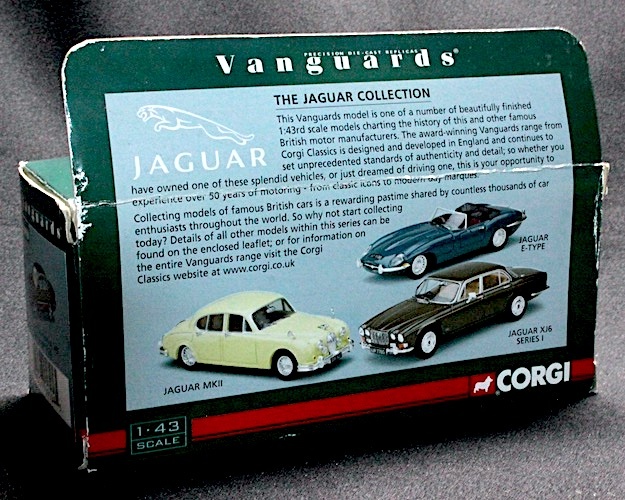 PRECISION DIE-CAST REPLICAS
Vanguards®
THE JAGUAR COLLECTION
This Vanguards model is one of a number of beautifully finished
1:43rd scale models charting the history of this and other famous
British motor manufacturers. The award-winning Vanguards range from
Corgi Classics is designed and developed in England and continues to
set unprecedented standards of authenticity and detail; so whether you
have owned one of these splendid vehicles, or just dreamed of driving one, this is your opportunity to
experience over 50 years of motoring - from classic icons to modern day marques.
JAGUAR
Collecting models of famous British cars is a rewarding pastime shared by countless thousands of car
enthusiasts throughout the world. So why not start collecting
today? Details of all other models within this series can be
found on the enclosed leaflet; or for information on
the entire Vanguards range visit the Corgi
Classics website at www.corgi.co.uk
JAGUAR
E-TYPE
JAGUAR XJ6
SERIES I
JAGUAR MKII
CORGI
1:43
SCALE
Vanguards